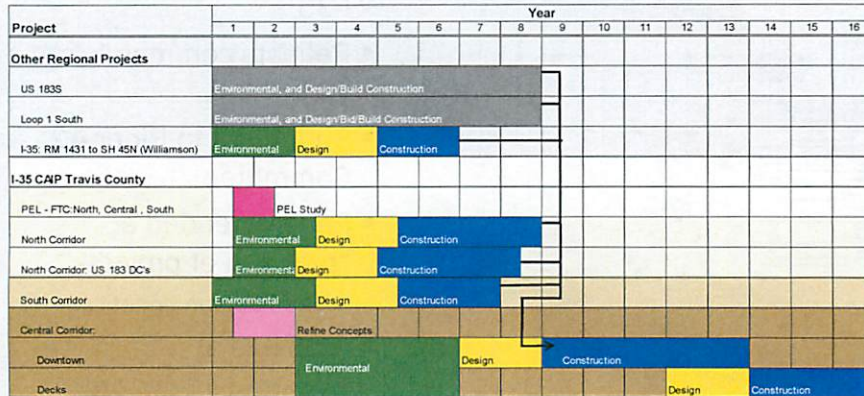 Year
Project 1 2 3 4 5 6 7 8 9 10 11 12 13 14 15 16
Other Regional Projects
US 183S Environmental, and Design/Build Construction
Loop 1 South Environmental, and Design/Bid/Build Construction
I-35: RM 1431 to SH 45N (Williamson) Environmental Design Construction
I-35 CAIP Travis County
PEL - FTC:North, Central , South PEL Study
North Corridor Environmental Design Construction
North Corridor: US 183 DC's Environmenta Design Construction
South Corridor Environmental Design Construction
Central Corridor: Refine Concepts
Downtown Environmental Design Construction
Decks Design Construction